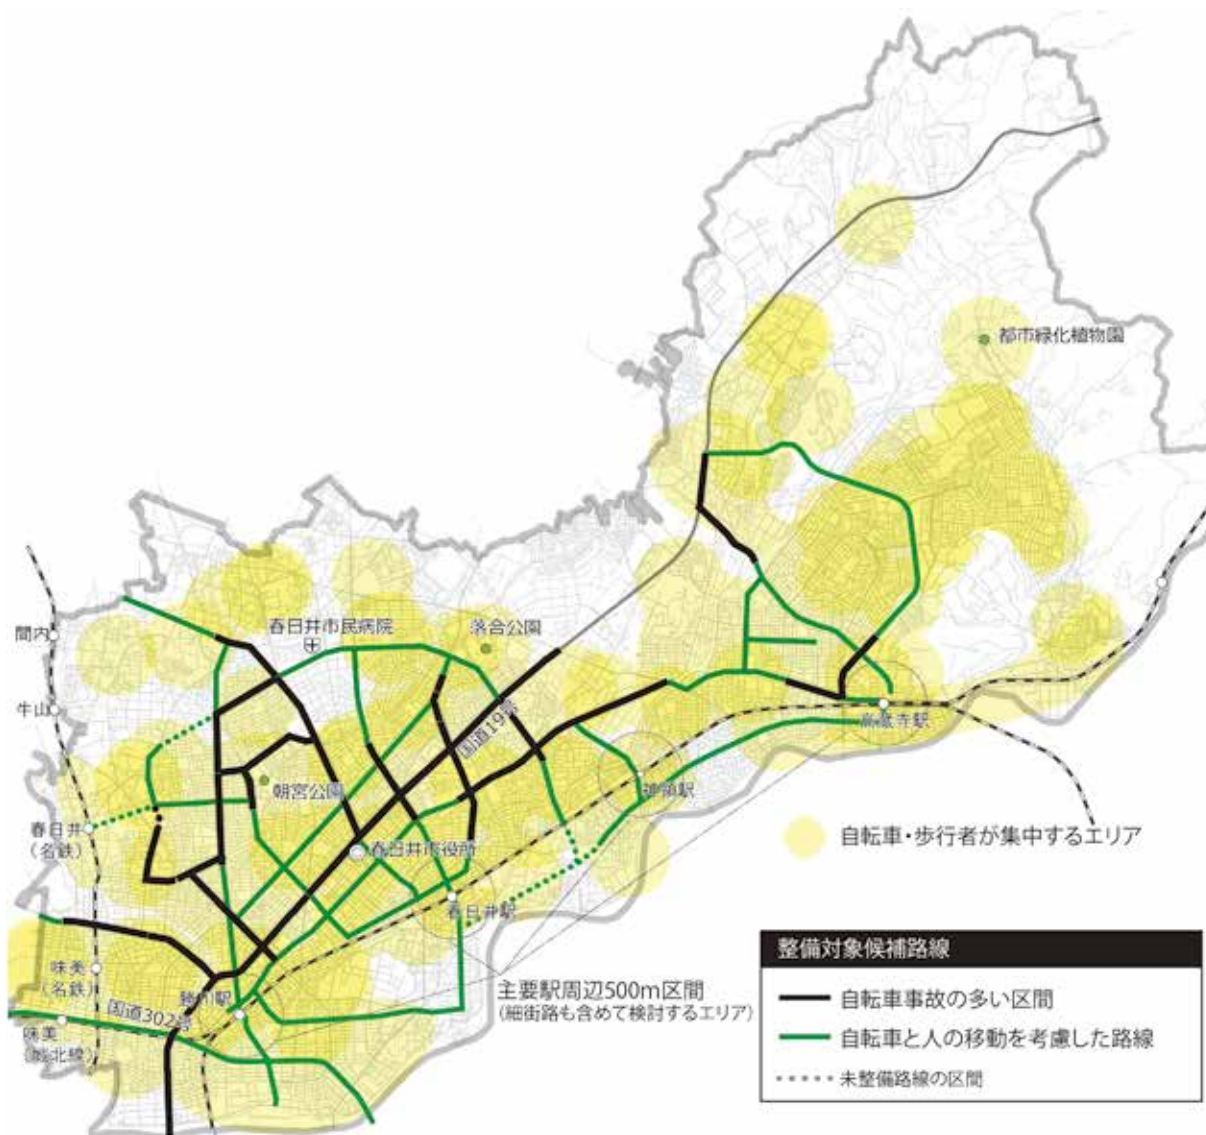 都市緑化植物園
春日井市民病院
落合公園
間内
牛山
国道19号
高蔵寺駅
神領駅
朝宮公園
春日井
(名鉄)
春日井市役所
自転車・歩行者が集中するエリア
春日井駅
味美
(名鉄)
勝川駅
国道302号
味美
(城北線)
主要駅周辺500m区間
(細街路も含めて検討するエリア)
整備対象候補路線
自転車事故の多い区間
自転車と人の移動を考慮した路線
未整備路線の区間